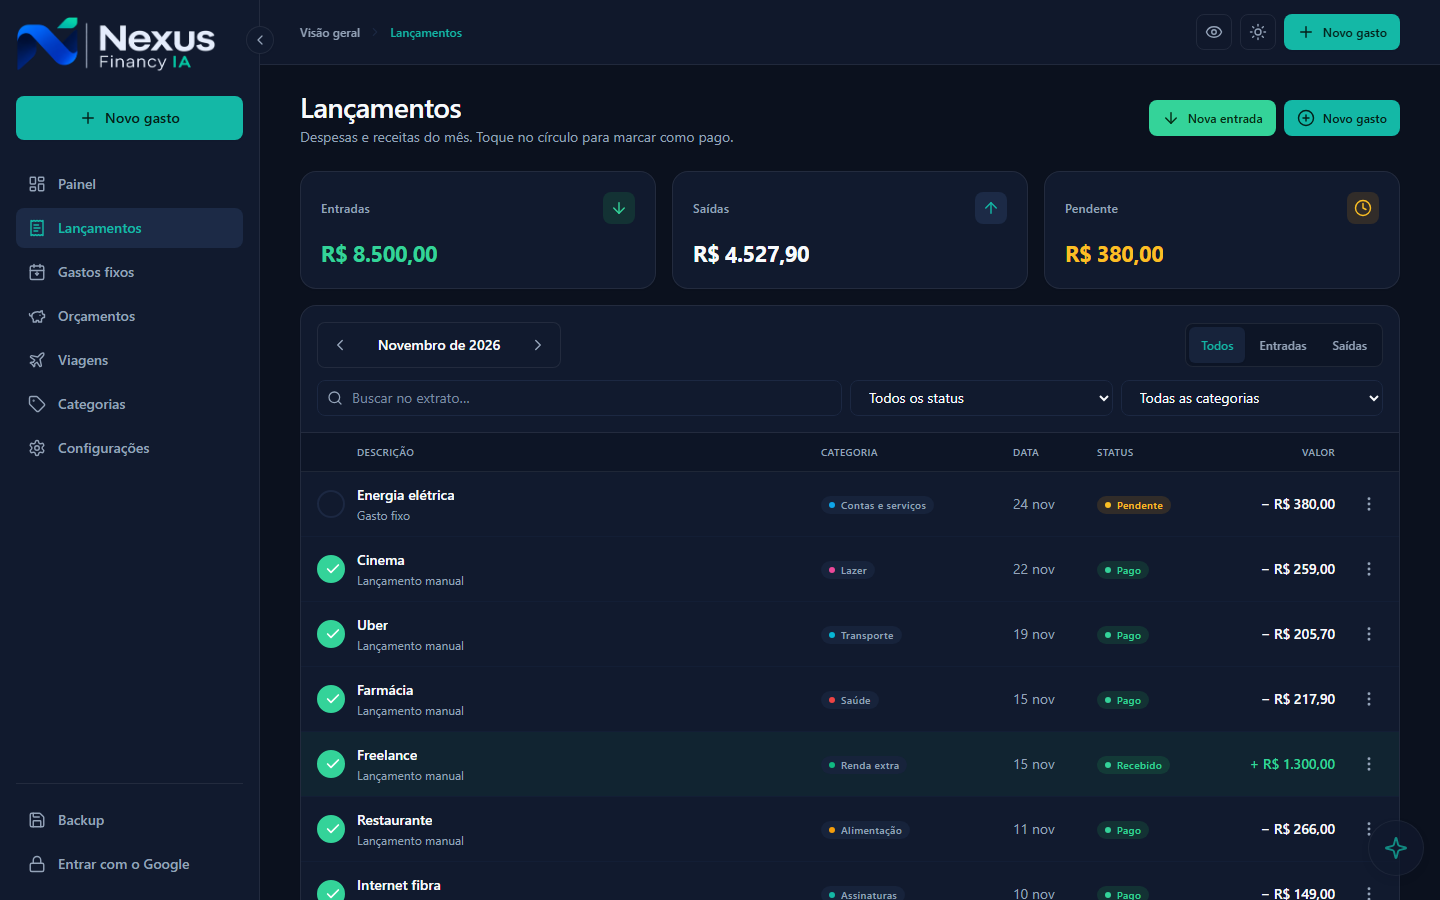 Nexus
Financy IA
Novo gasto
Painel
Lançamentos
Gastos fixos
Orçamentos
Viagens
Categorias
Configurações
Backup
Entrar com o Google
Visão geral
Lançamentos
Novo gasto
Lançamentos
Despesas e receitas do mês. Toque no círculo para marcar como pago.
Nova entrada
Novo gasto
Entradas
R$ 8.500,00
Saídas
R$ 4.527,90
Pendente
R$ 380,00
Novembro de 2026
Todos Entradas Saídas
Buscar no extrato...
Todos os status
Todas as categorias
DESCRIÇÃO CATEGORIA DATA STATUS VALOR
Energia elétrica
Gasto fixo
Contas e serviços 24 nov Pendente − R$ 380,00
Cinema
Lançamento manual
Lazer 22 nov Pago − R$ 259,00
Uber
Lançamento manual
Transporte 19 nov Pago − R$ 205,70
Farmácia
Lançamento manual
Saúde 15 nov Pago − R$ 217,90
Freelance
Lançamento manual
Renda extra 15 nov Recebido + R$ 1.300,00
Restaurante
Lançamento manual
Alimentação 11 nov Pago − R$ 266,00
Internet fibra
Assinaturas 10 nov Pago − R$ 149,00